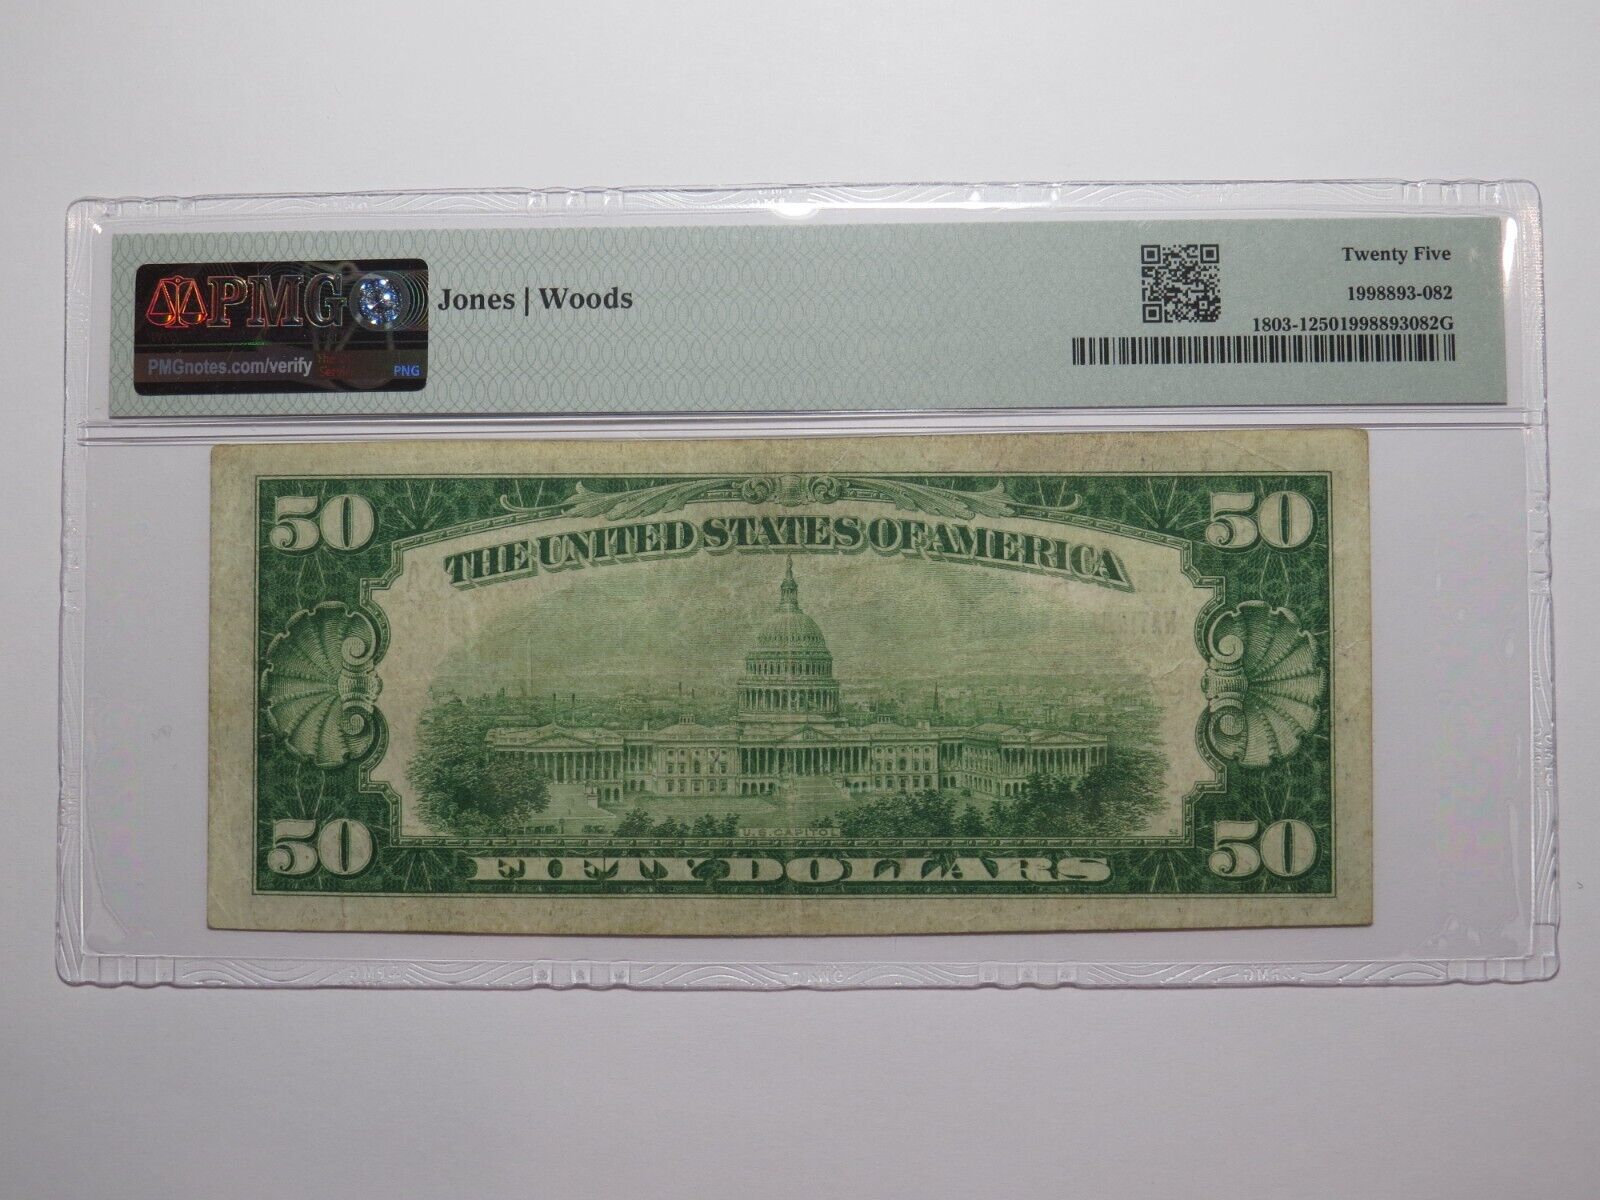 PMG
PMGnotes.com/verify
PNG
Jones | Woods
Twenty Five
1998893-082
1803-12501998893082G
50
50
THE UNITED STATES OF AMERICA
U.S. CAPITOL
50
50
FIFTY DOLLARS